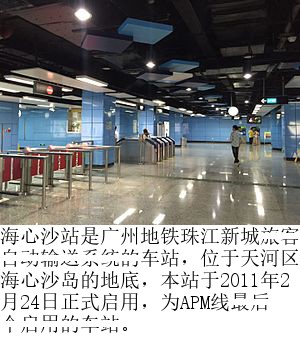 海心沙站是广州地铁珠江新城旅客
自动输送系统的车站，位于天河区
海心沙岛的地底，本站于2011年2
月24日正式启用，为APM线最后
个启用的车站。